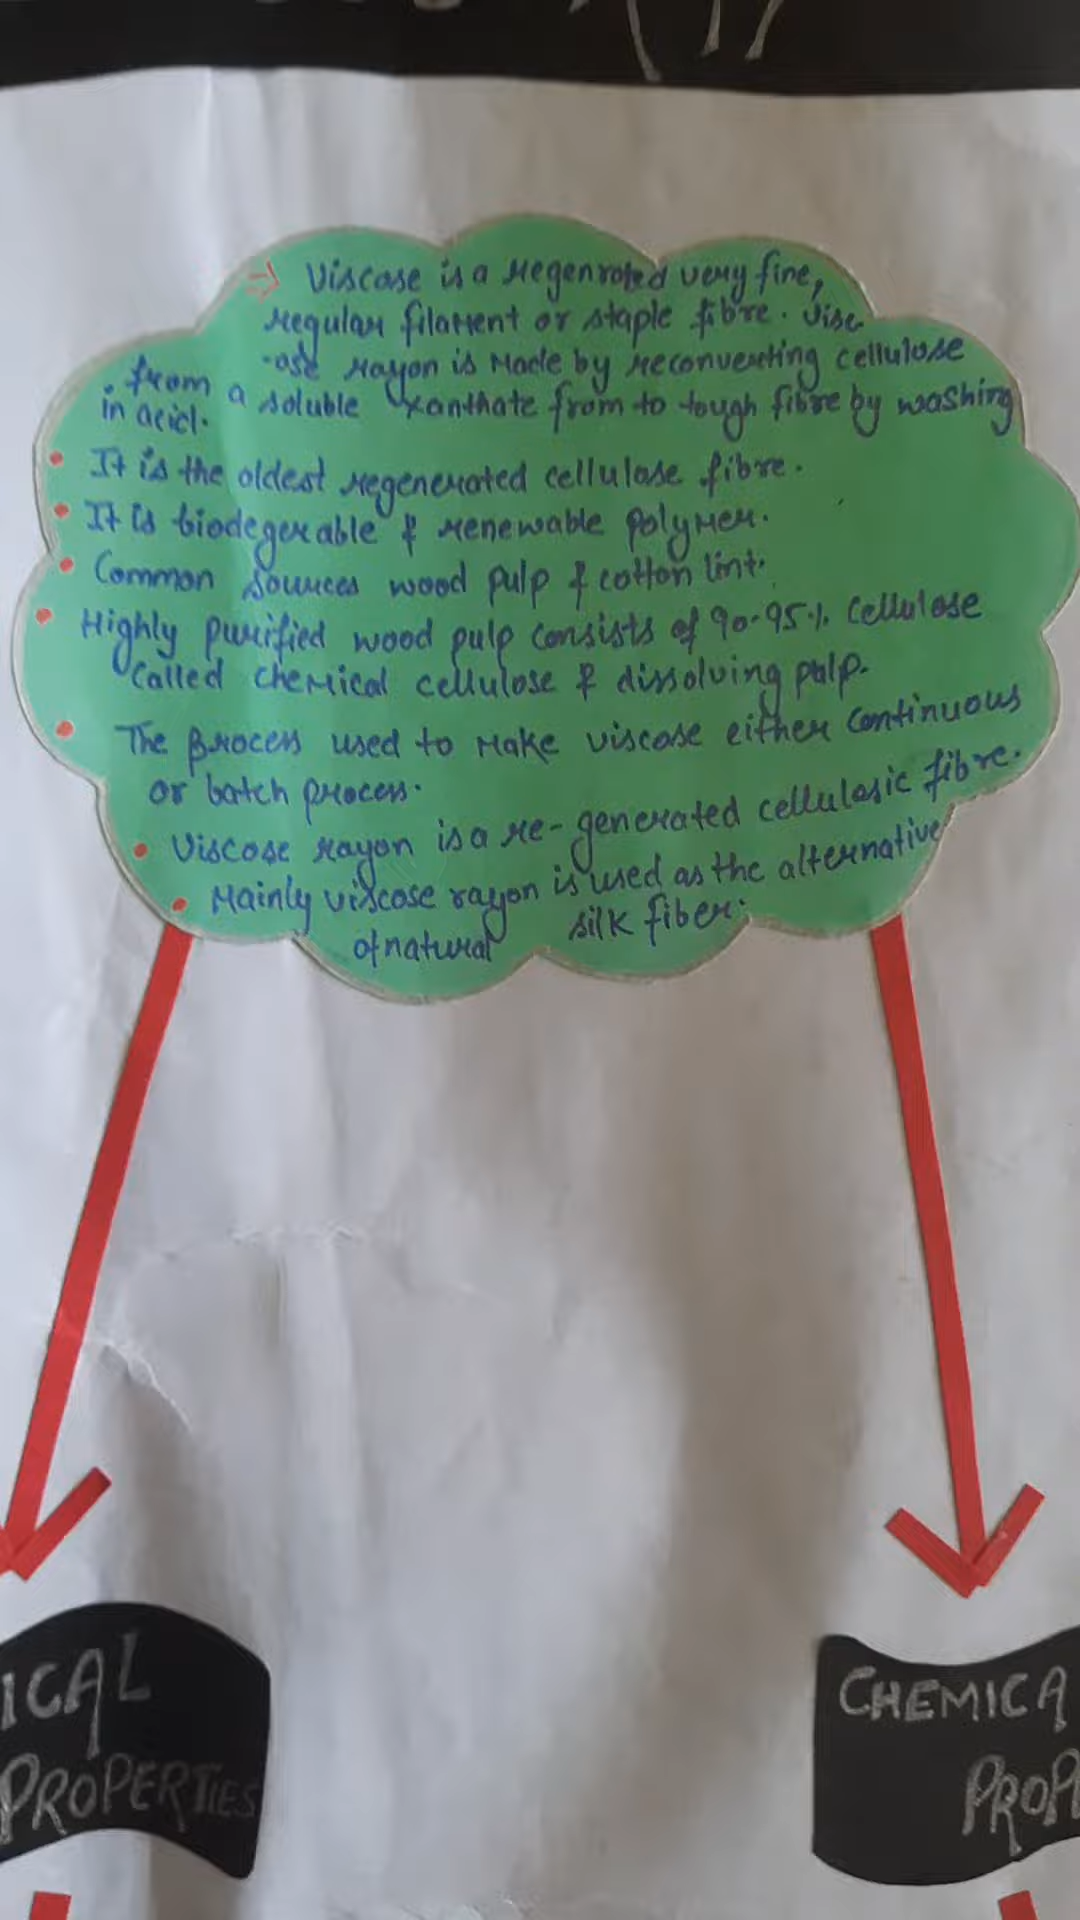 ⇒ Viscose is a regenrated very fine,
regular filament or staple fibre. Visc
-ose rayon is made by reconverting cellulose
from a soluble xanthate from to tough fibre by washing
in acid.
• It is the oldest regenerated cellulose fibre.
• It is biodegerable & renewable polymer.
• Common sources wood pulp & cotton lint.
• Highly purified wood pulp consists of 90-95% cellulose
called chemical cellulose & dissolving pulp.
• The process used to make viscose either continuous
or batch process.
• Viscose rayon is a re-generated cellulosic fibre.
• Mainly viscose rayon is used as the alternative
of natural silk fiber.
ICAL
PROPERTIES
CHEMICA
PROP